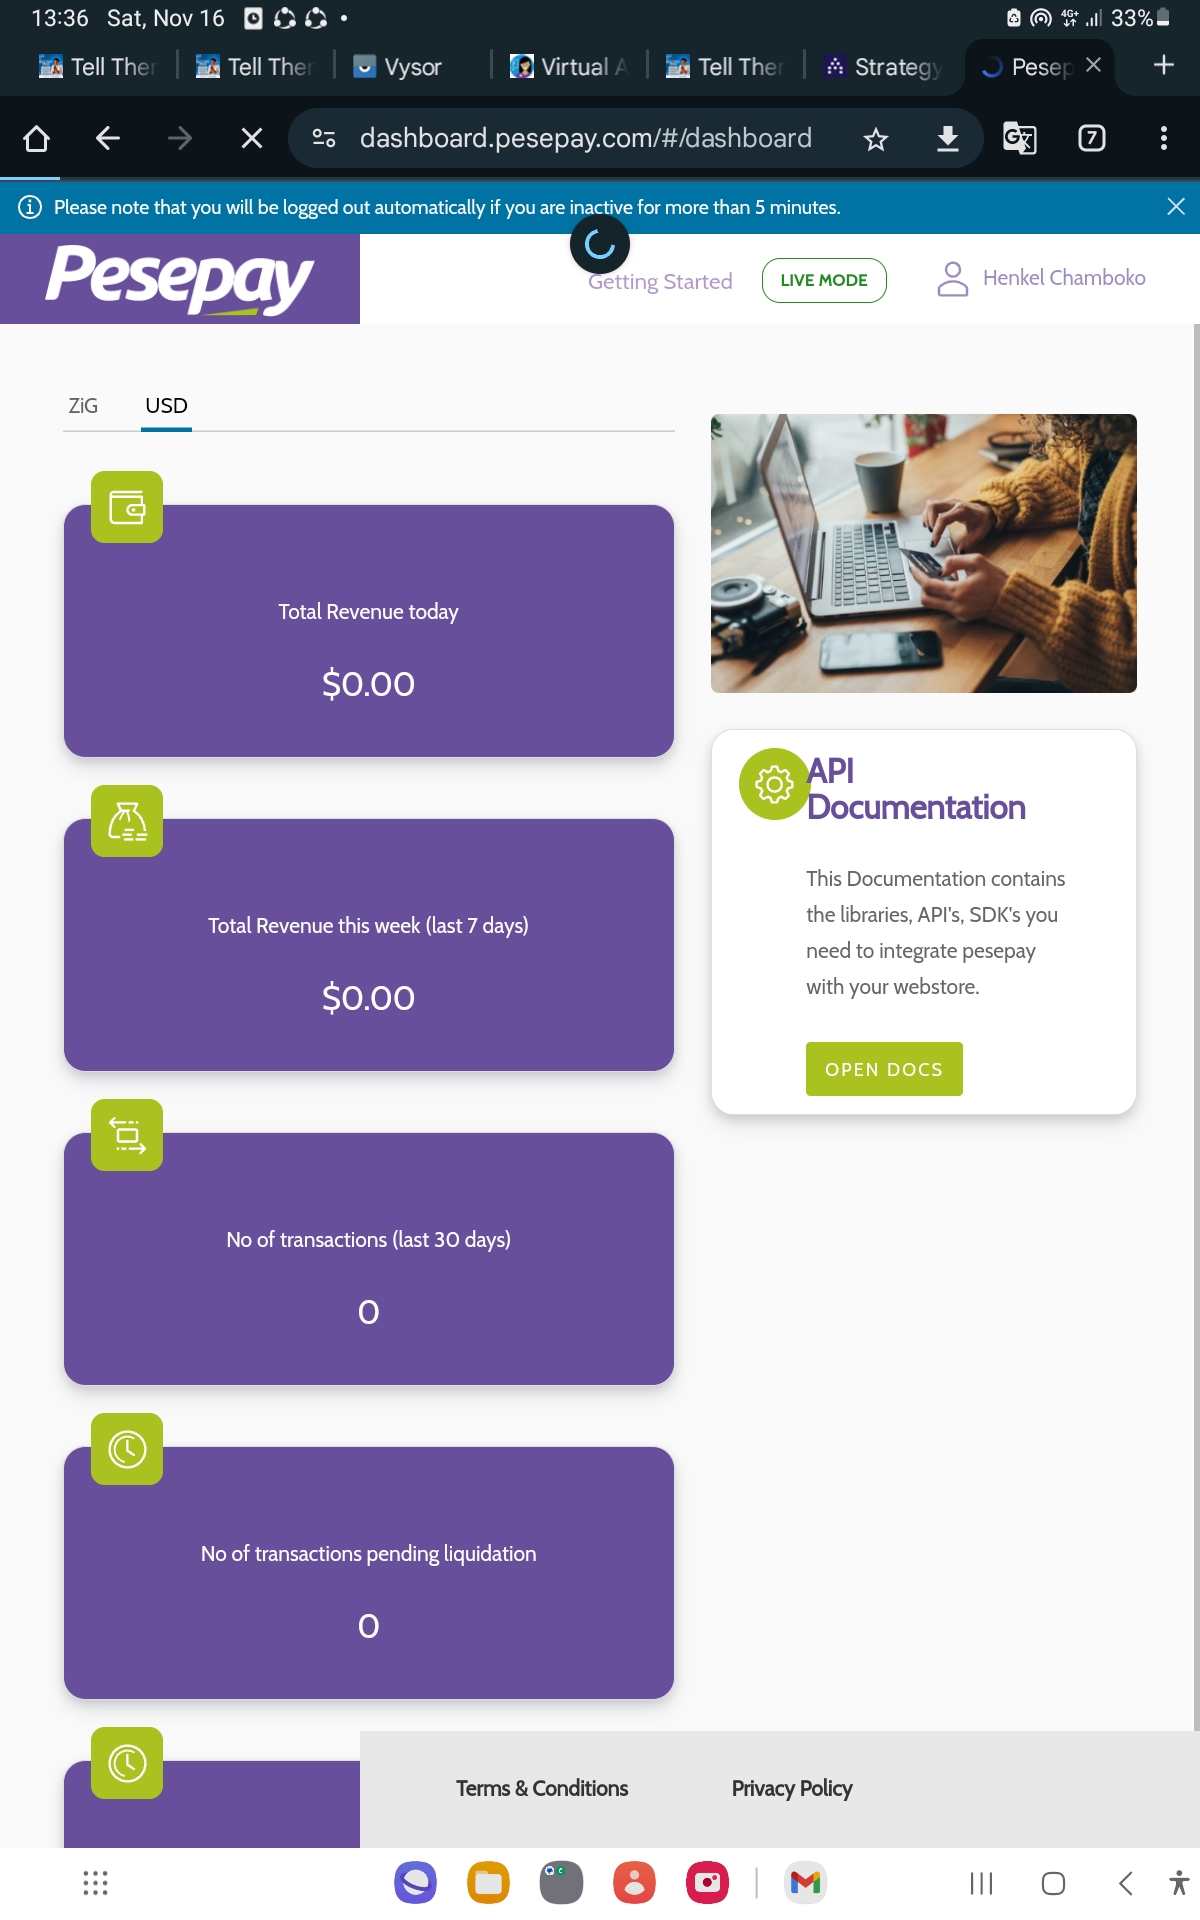 13:36 Sat, Nov 16
4G+ 33%
Tell Ther
Tell Ther
Vysor
Virtual A
Tell Ther
Strategy
Pesep
dashboard.pesepay.com/#/dashboard
7
Please note that you will be logged out automatically if you are inactive for more than 5 minutes.
Pesepay
Getting Started
LIVE MODE
Henkel Chamboko
ZiG
USD
Total Revenue today
$0.00
Total Revenue this week (last 7 days)
$0.00
No of transactions (last 30 days)
0
No of transactions pending liquidation
0
API
Documentation
This Documentation contains
the libraries, API's, SDK's you
need to integrate pesepay
with your webstore.
OPEN DOCS
Terms & Conditions
Privacy Policy